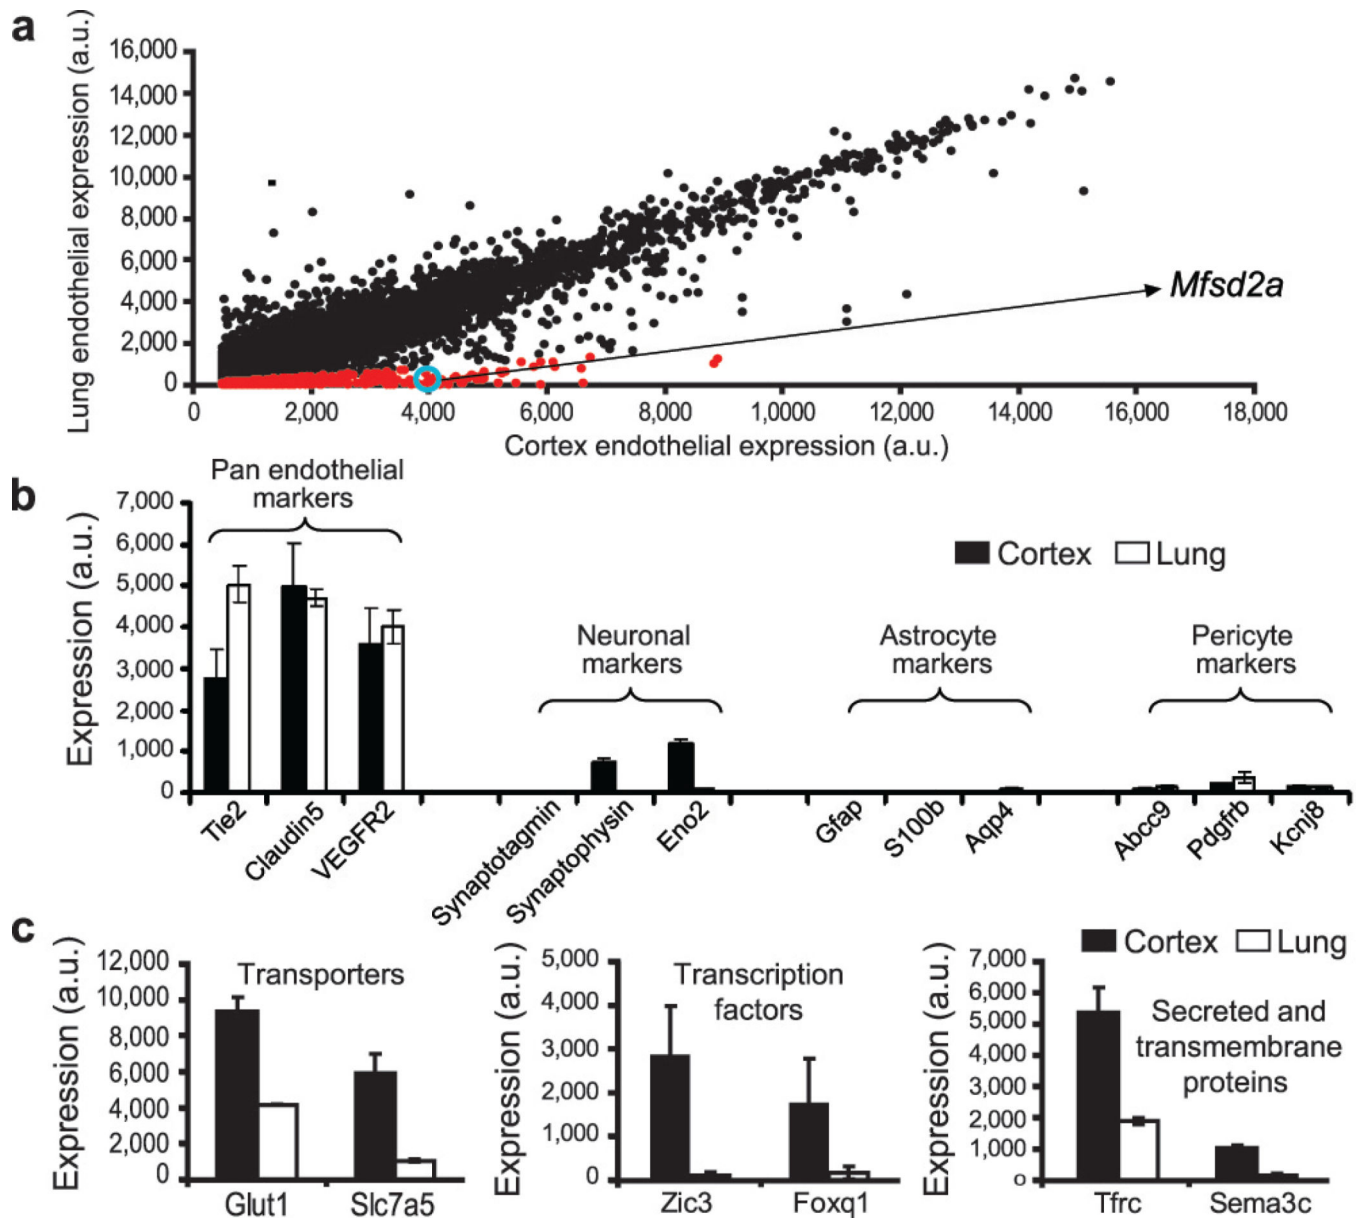 a
Lung endothelial expression (a.u.)
16,000
14,000
12,000
10,000
8,000
6,000
4,000
2,000
0
Mfsd2a
0 2,000 4,000 6,000 8,000 1,0000 12,000 14,000 16,000 18,000
Cortex endothelial expression (a.u.)
b
Expression (a.u.)
7,000
6,000
5,000
4,000
3,000
2,000
1,000
0
Pan endothelial
markers
Cortex Lung
Neuronal
markers
Astrocyte
markers
Pericyte
markers
Tie2 Claudin5 VEGFR2 Synaptotagmin Synaptophysin Eno2 Gfap S100b Aqp4 Abcc9 Pdgfrb Kcnj8
c
Cortex Lung
Expression (a.u.)
12,000
10,000
8,000
6,000
4,000
2,000
0
Transporters
Glut1 Slc7a5
Expression (a.u.)
5,000
4,000
3,000
2,000
1,000
0
Transcription
factors
Zic3 Foxq1
Expression (a.u.)
7,000
6,000
5,000
4,000
3,000
2,000
1,000
0
Secreted and
transmembrane
proteins
Tfrc Sema3c